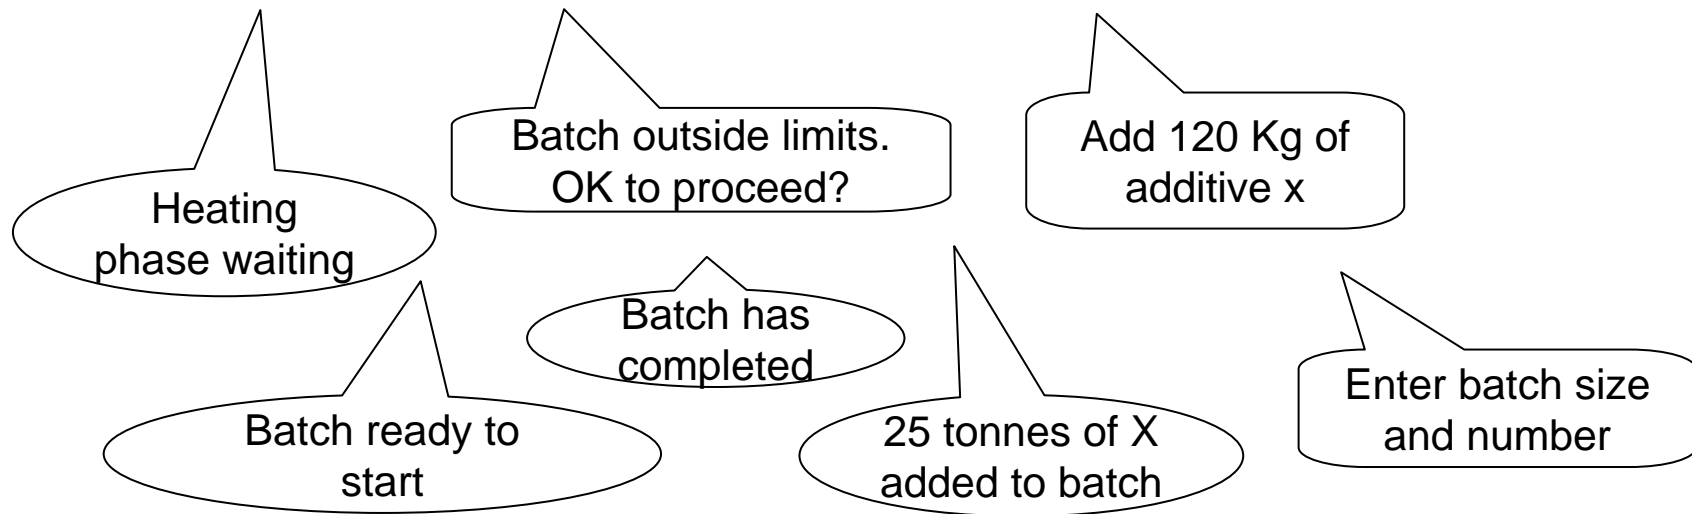 Heating
phase waiting
Batch outside limits.
OK to proceed?
Add 120 Kg of
additive x
Batch ready to
start
Batch has
completed
25 tonnes of X
added to batch
Enter batch size
and number